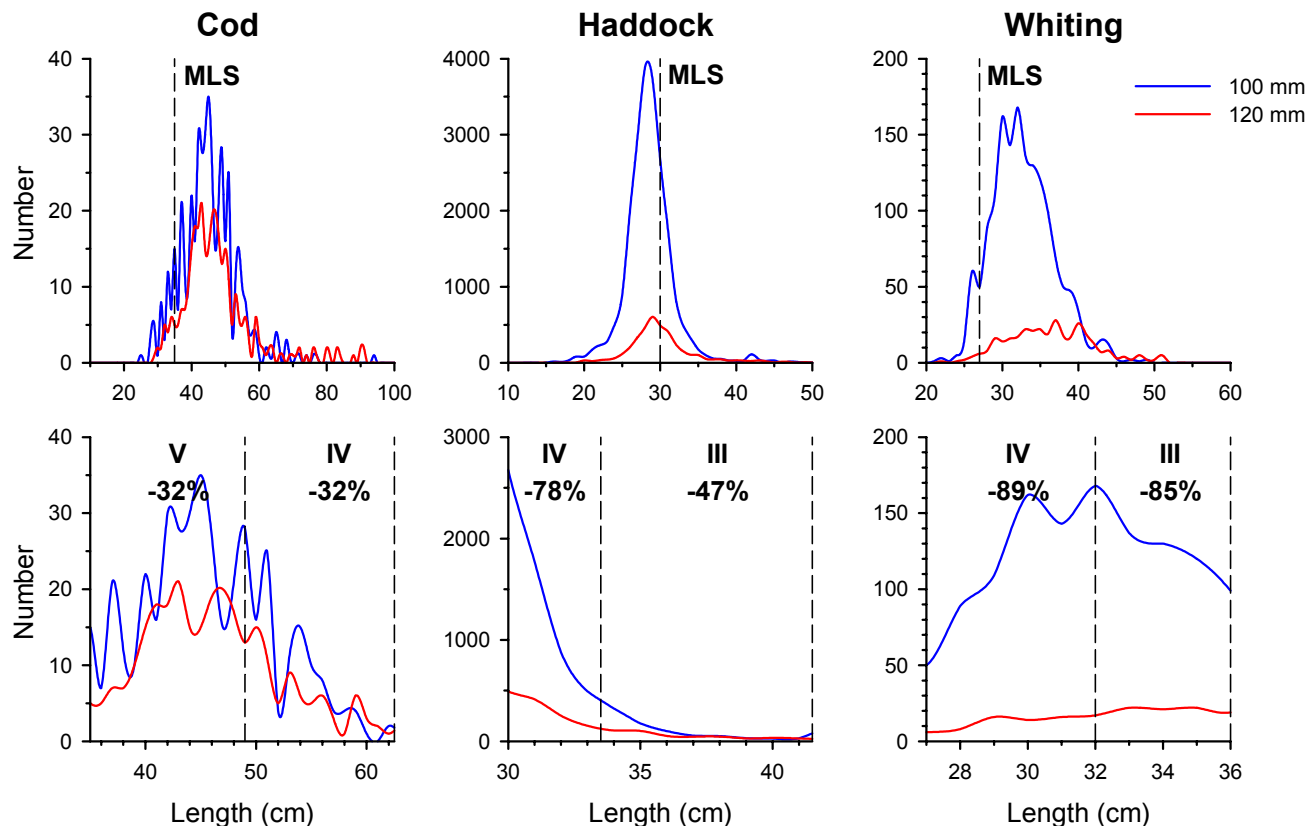 Cod Haddock Whiting
40 4000 200
MLS MLS MLS
100 mm
120 mm
30 3000 150
20 2000 100
10 1000 50
0 0 0
Number
20 40 60 80 100 10 20 30 40 50 20 30 40 50 60
40 3000 200
V IV IV III IV III
-32% -32% -78% -47% -89% -85%
30 2000 150
20 100
10 1000 50
0 0 0
Number
40 50 60 30 35 40 28 30 32 34 36
Length (cm) Length (cm) Length (cm)